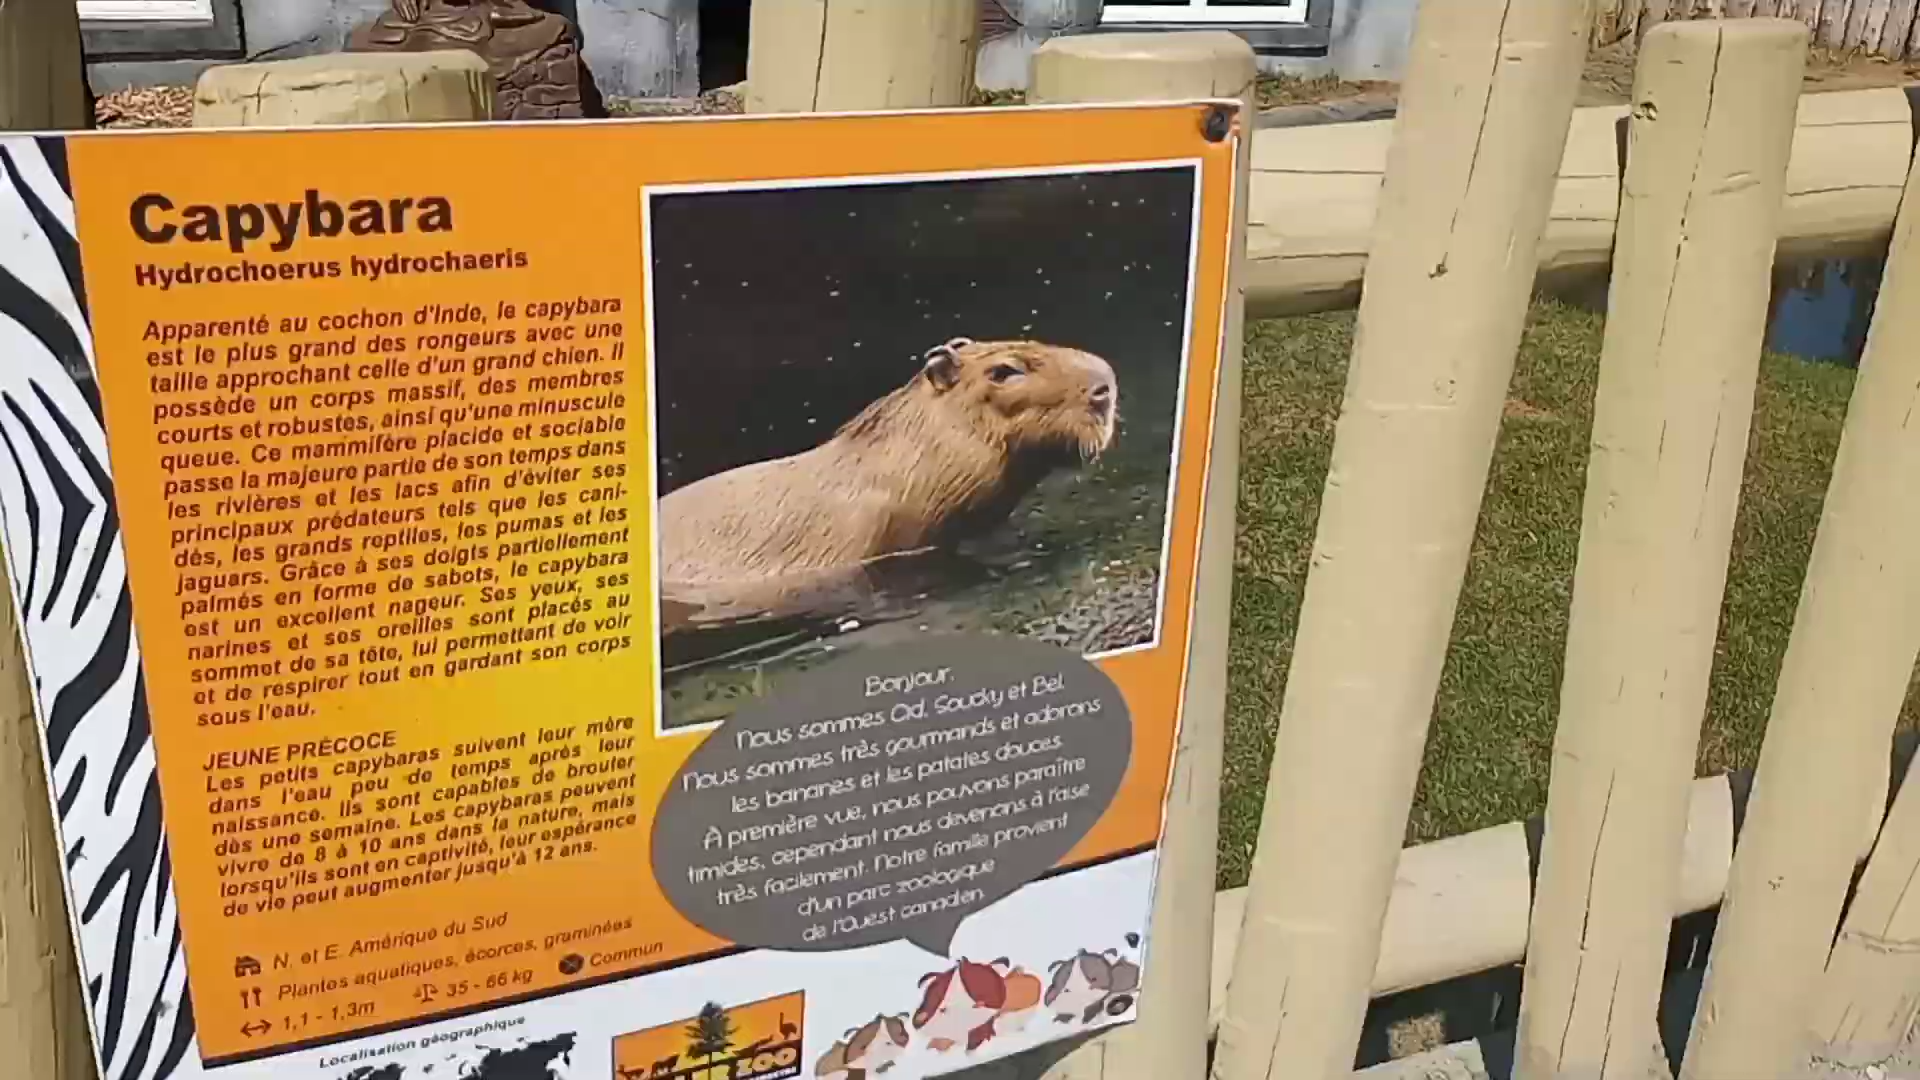 Capybara
Hydrochoerus hydrochaeris
Apparenté au cochon d'Inde, le capybara
est le plus grand des rongeurs avec une
taille approchant celle d'un grand chien. Il
possède un corps massif, des membres
courts et robustes, ainsi qu'une minuscule
queue. Ce mammifère placide et sociable
passe la majeure partie de son temps dans
les rivières et les lacs afin d'éviter ses
principaux prédateurs tels que les cani-
dés, les grands reptiles, les pumas et les
jaguars. Grâce à ses doigts partiellement
palmés en forme de sabots, le capybara
est un excellent nageur. Ses yeux, ses
narines et ses oreilles sont placés au
sommet de sa tête, lui permettant de voir
et de respirer tout en gardant son corps
sous l'eau.
JEUNE PRÉCOCE
Les petits capybaras suivent leur mère
dans l'eau peu de temps après leur
naissance. Ils sont capables de brouter
dès une semaine. Les capybaras peuvent
vivre de 8 à 10 ans dans la nature, mais
lorsqu'ils sont en captivité, leur espérance
de vie peut augmenter jusqu'à 12 ans.
N. et E. Amérique du Sud
Plantes aquatiques, écorces, graminées
1,1 - 1,3m 35 - 66 kg Commun
Localisation géographique
Bonjour.
Nous sommes Cid, Soucky et Bel.
Nous sommes très gourmands et adorons
les bananes et les patates douces.
À première vue, nous pouvons paraître
timides, cependant nous devenons à l'aise
très facilement. Notre famille provient
d'un parc zoologique
de l'Ouest canadien.
ZOO